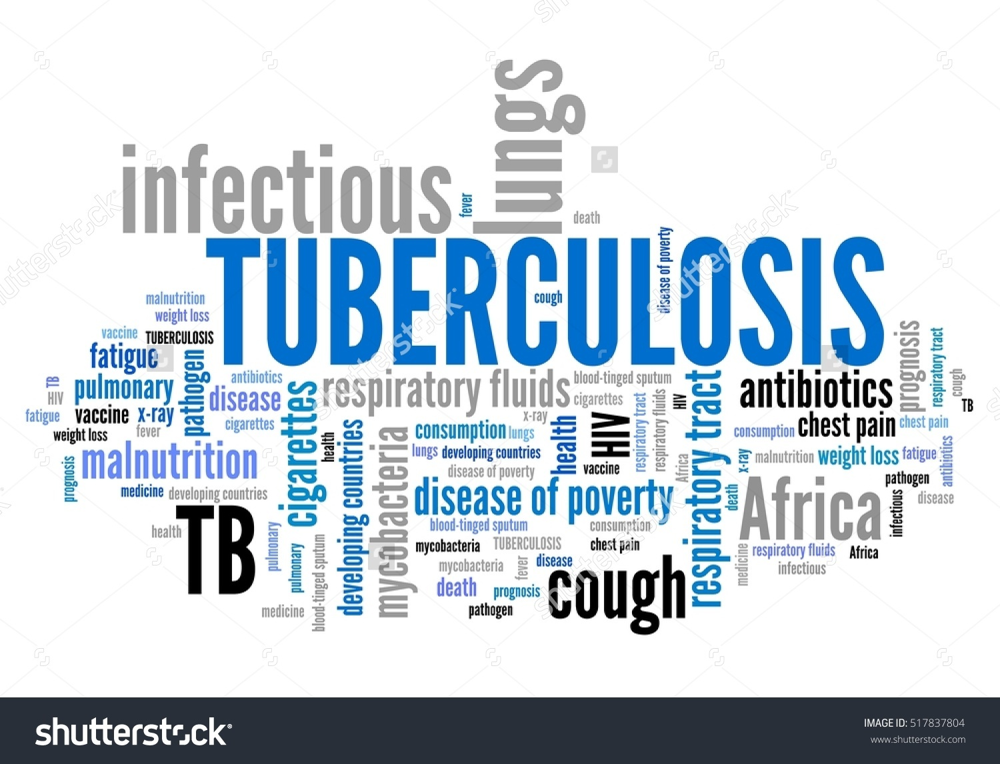 lungs
infectious
fever
death
TUBERCULOSIS
cough
disease of poverty
malnutrition
weight loss
vaccine
TUBERCULOSIS
fatigue
pathogen
prognosis
respiratory tract
cough
TB
pulmonary
antibiotics
respiratory fluids
blood-tinged sputum
antibiotics
HIV
disease
cigarettes
cigarettes
respiratory tract
respiratory fluids
HIV
respiratory tract
TB
fatigue
vaccine
x-ray
cigarettes
x-ray
chest pain
chest pain
weight loss
fever
health
developing countries
mycobacteria
consumption
lungs
health
HIV
consumption
malnutrition
lungs
developing countries
Africa
x-ray
malnutrition
weight loss
fatigue
antibiotics
prognosis
disease of poverty
vaccine
pathogen
medicine
developing countries
disease of poverty
death
Africa
infectious
disease
health
TB
pulmonary
pulmonary
blood-tinged sputum
blood-tinged sputum
consumption
mycobacteria
TUBERCULOSIS
chest pain
medicine
respiratory fluids
Africa
mycobacteria
fever
disease
cough
infectious
death
prognosis
medicine
pathogen
shutterstock
IMAGE ID: 517837804
www.shutterstock.com